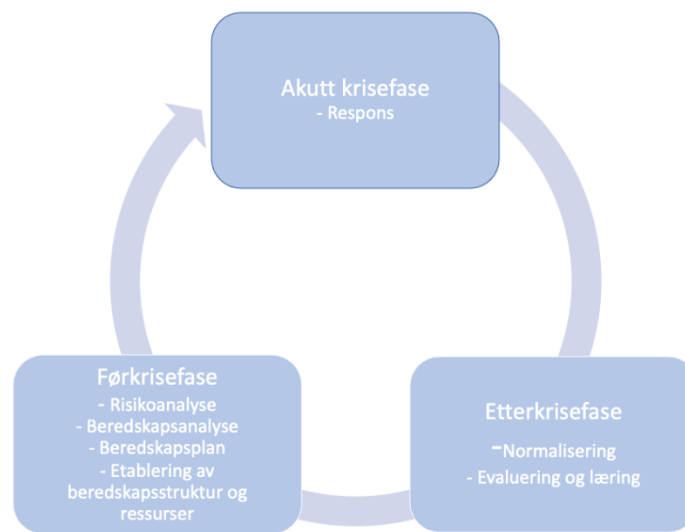 Akutt krisefase
- Respons
Førkrisefase
- Risikoanalyse
- Beredskapsanalyse
- Beredskapsplan
- Etablering av
beredskapsstruktur og
ressurser
Etterkrisefase
-Normalisering
- Evaluering og læring